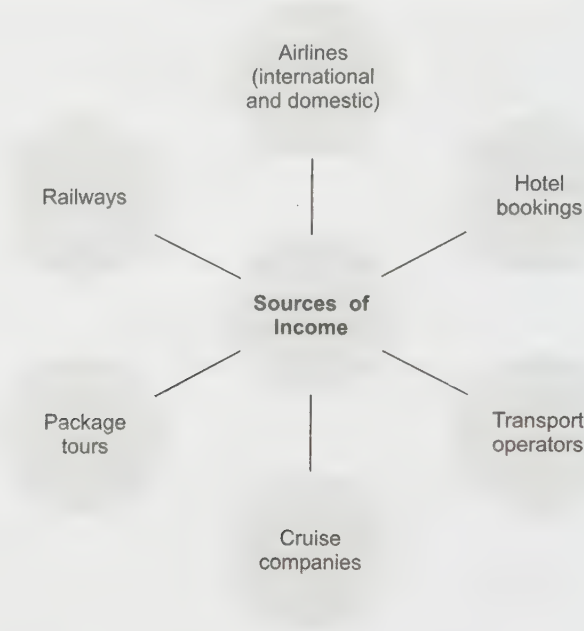 Airlines
(international
and domestic)
Railways
Hotel
bookings
Sources of
Income
Package
tours
Transport
operators
Cruise
companies